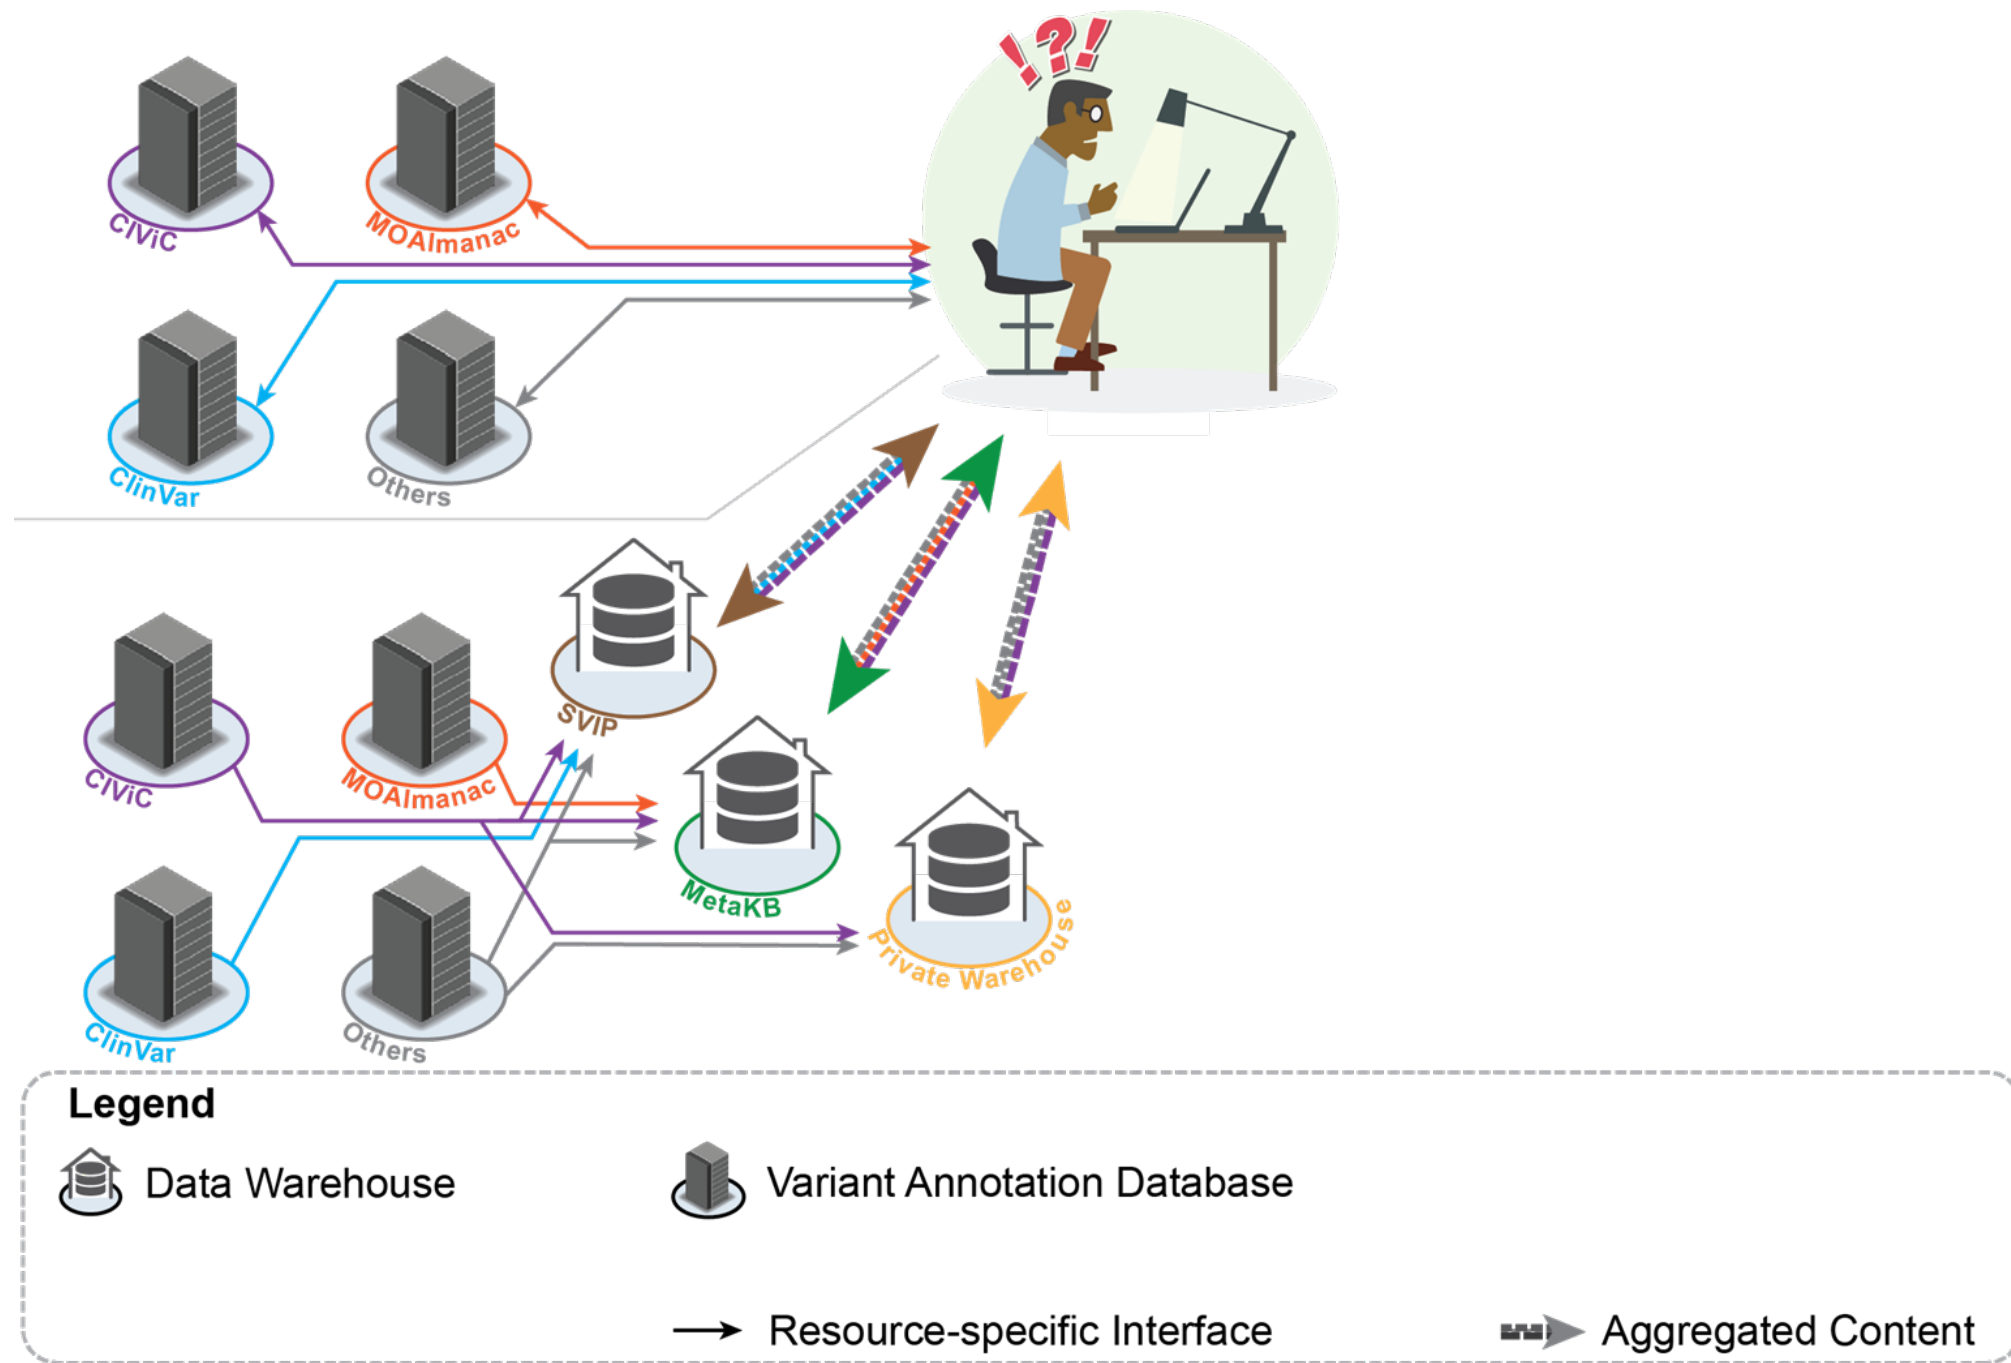 !?!
CIViC
MOAlmanac
ClinVar
Others
SVIP
CIViC
MOAlmanac
MetaKB
Private Warehouse
ClinVar
Others
Legend
Data Warehouse
Variant Annotation Database
Resource-specific Interface
Aggregated Content